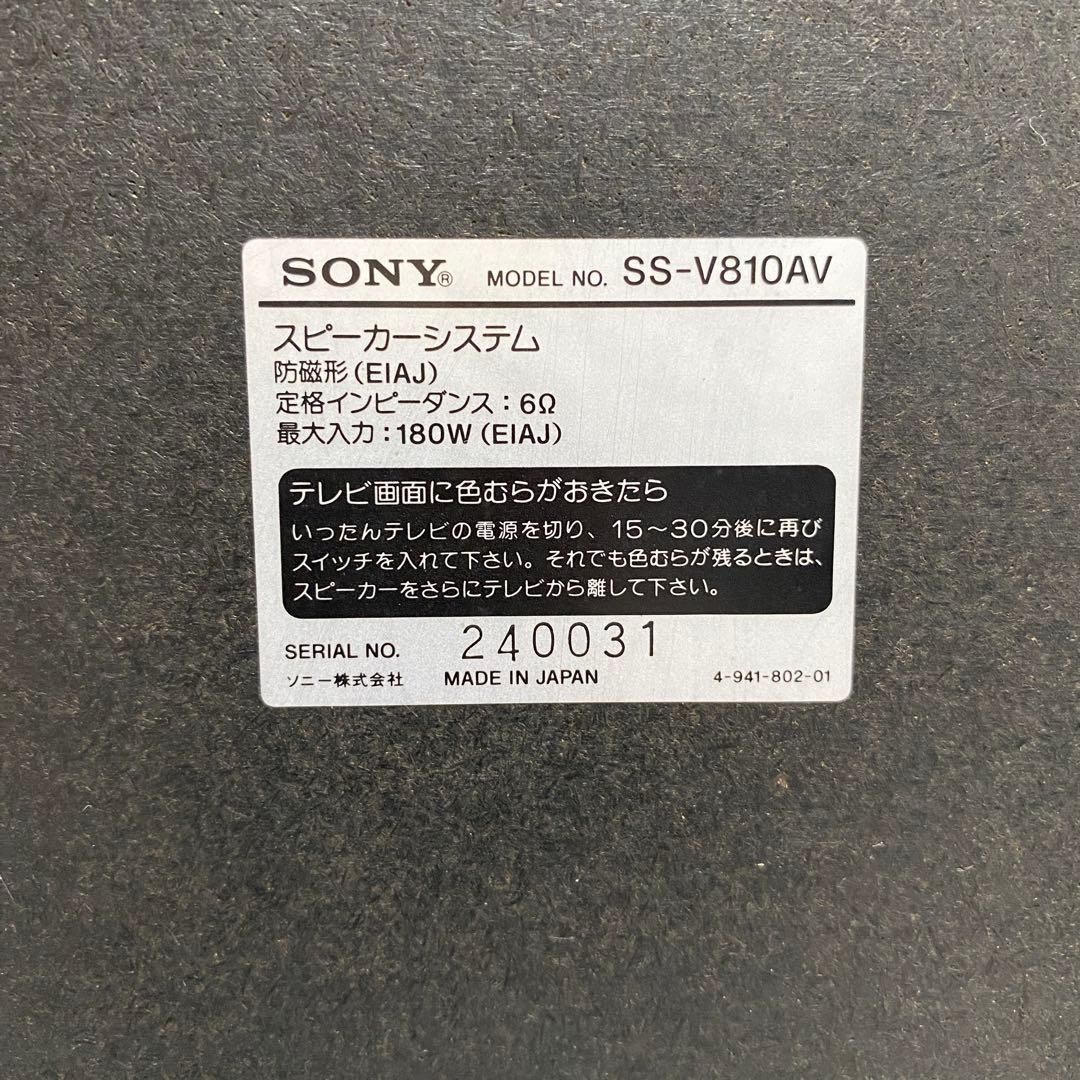 SONY® MODEL NO. SS-V810AV
スピーカーシステム
防磁形(EIAJ)
定格インピーダンス:6Ω
最大入力:180W(EIAJ)
テレビ画面に色むらがおきたら
いったんテレビの電源を切り、15〜30分後に再び
スイッチを入れて下さい。それでも色むらが残るときは、
スピーカーをさらにテレビから離して下さい。
SERIAL NO. 240031
ソニー株式会社 MADE IN JAPAN 4-941-802-01